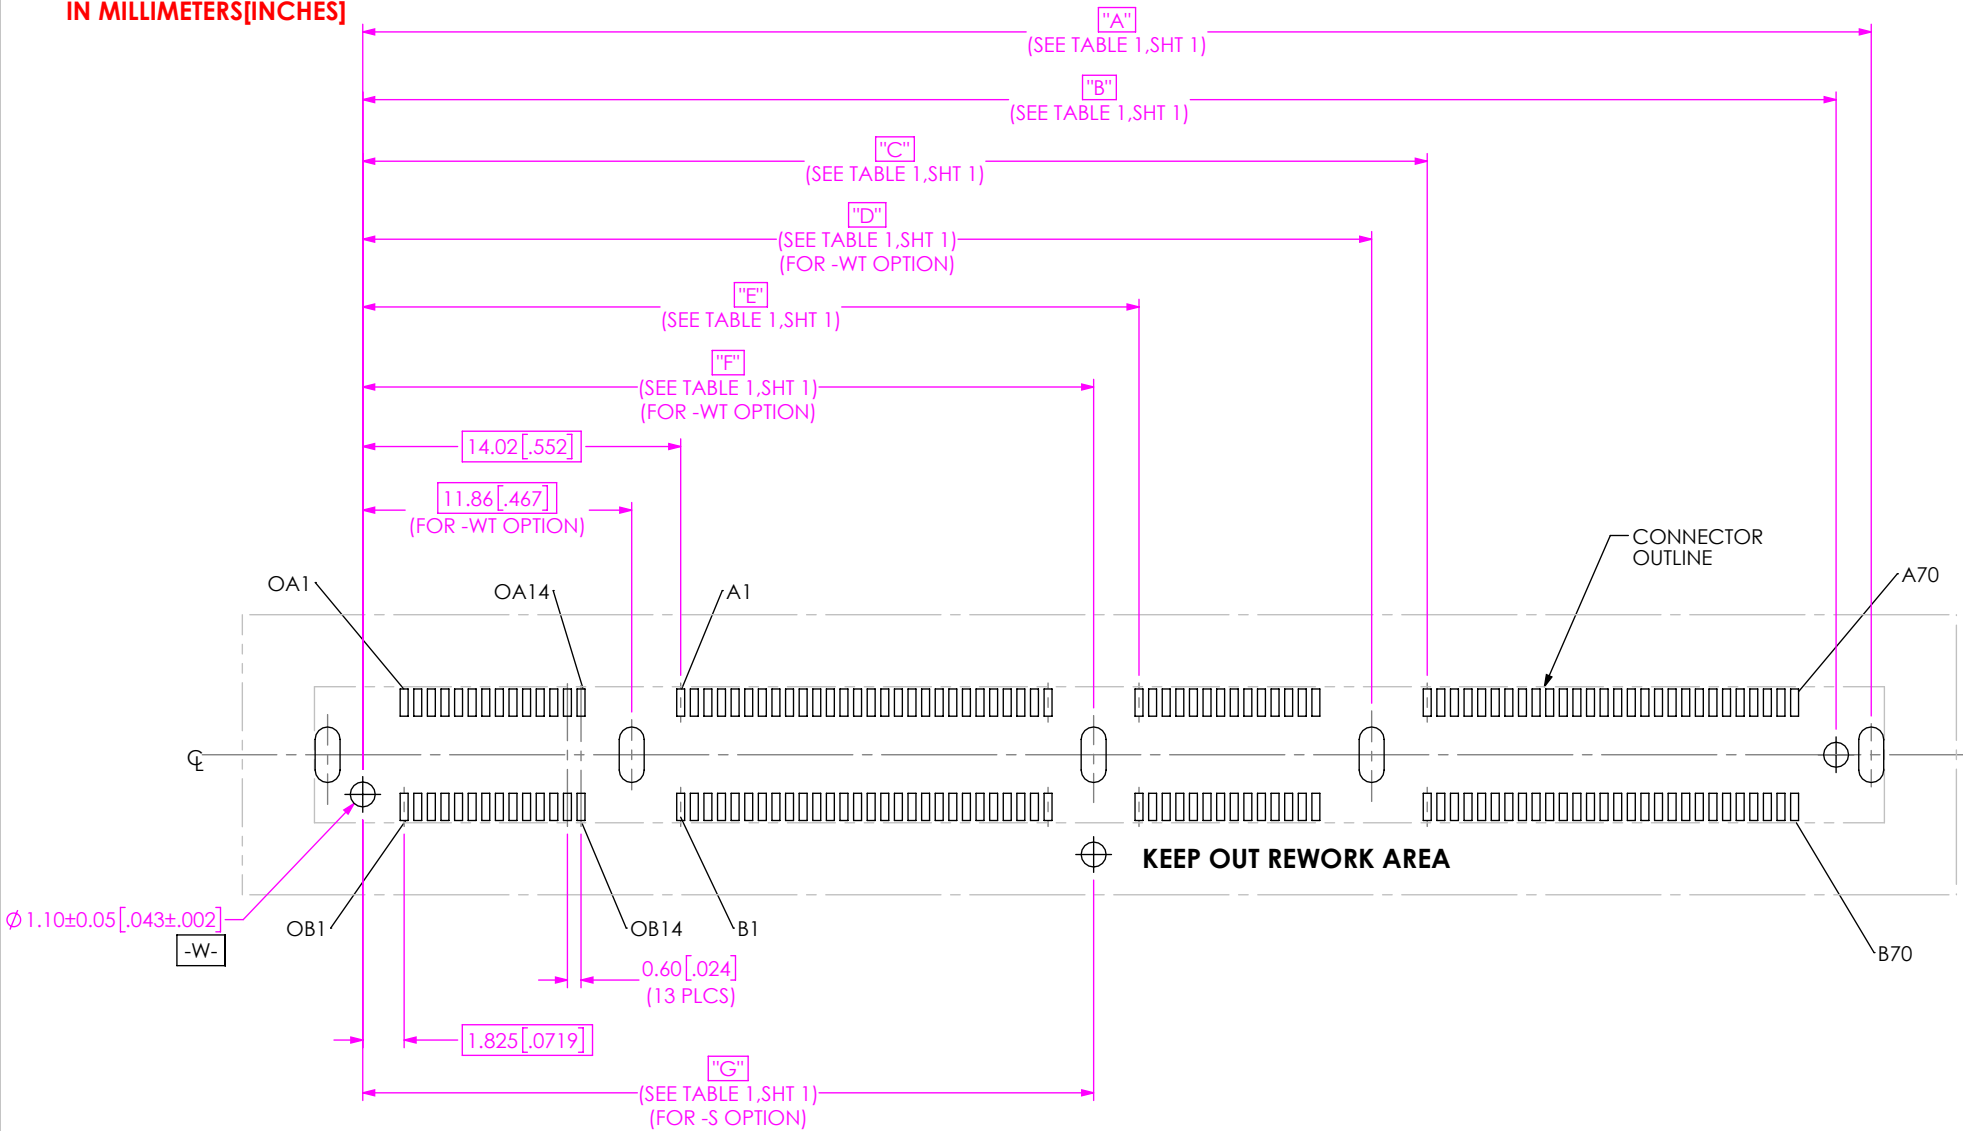 IN MILLIMETERS[INCHES]
"A"
(SEE TABLE 1,SHT 1)
"B"
(SEE TABLE 1,SHT 1)
"C"
(SEE TABLE 1,SHT 1)
"D"
(SEE TABLE 1,SHT 1)
(FOR -WT OPTION)
"E"
(SEE TABLE 1,SHT 1)
"F"
(SEE TABLE 1,SHT 1)
(FOR -WT OPTION)
14.02[.552]
11.86[.467]
(FOR -WT OPTION)
CONNECTOR
OUTLINE
OA1
OA14
A1
A70
℄
KEEP OUT REWORK AREA
∅1.10±0.05[.043±.002]
-W-
OB1
OB14
B1
B70
0.60[.024]
(13 PLCS)
1.825[.0719]
"G"
(SEE TABLE 1,SHT 1)
(FOR -S OPTION)